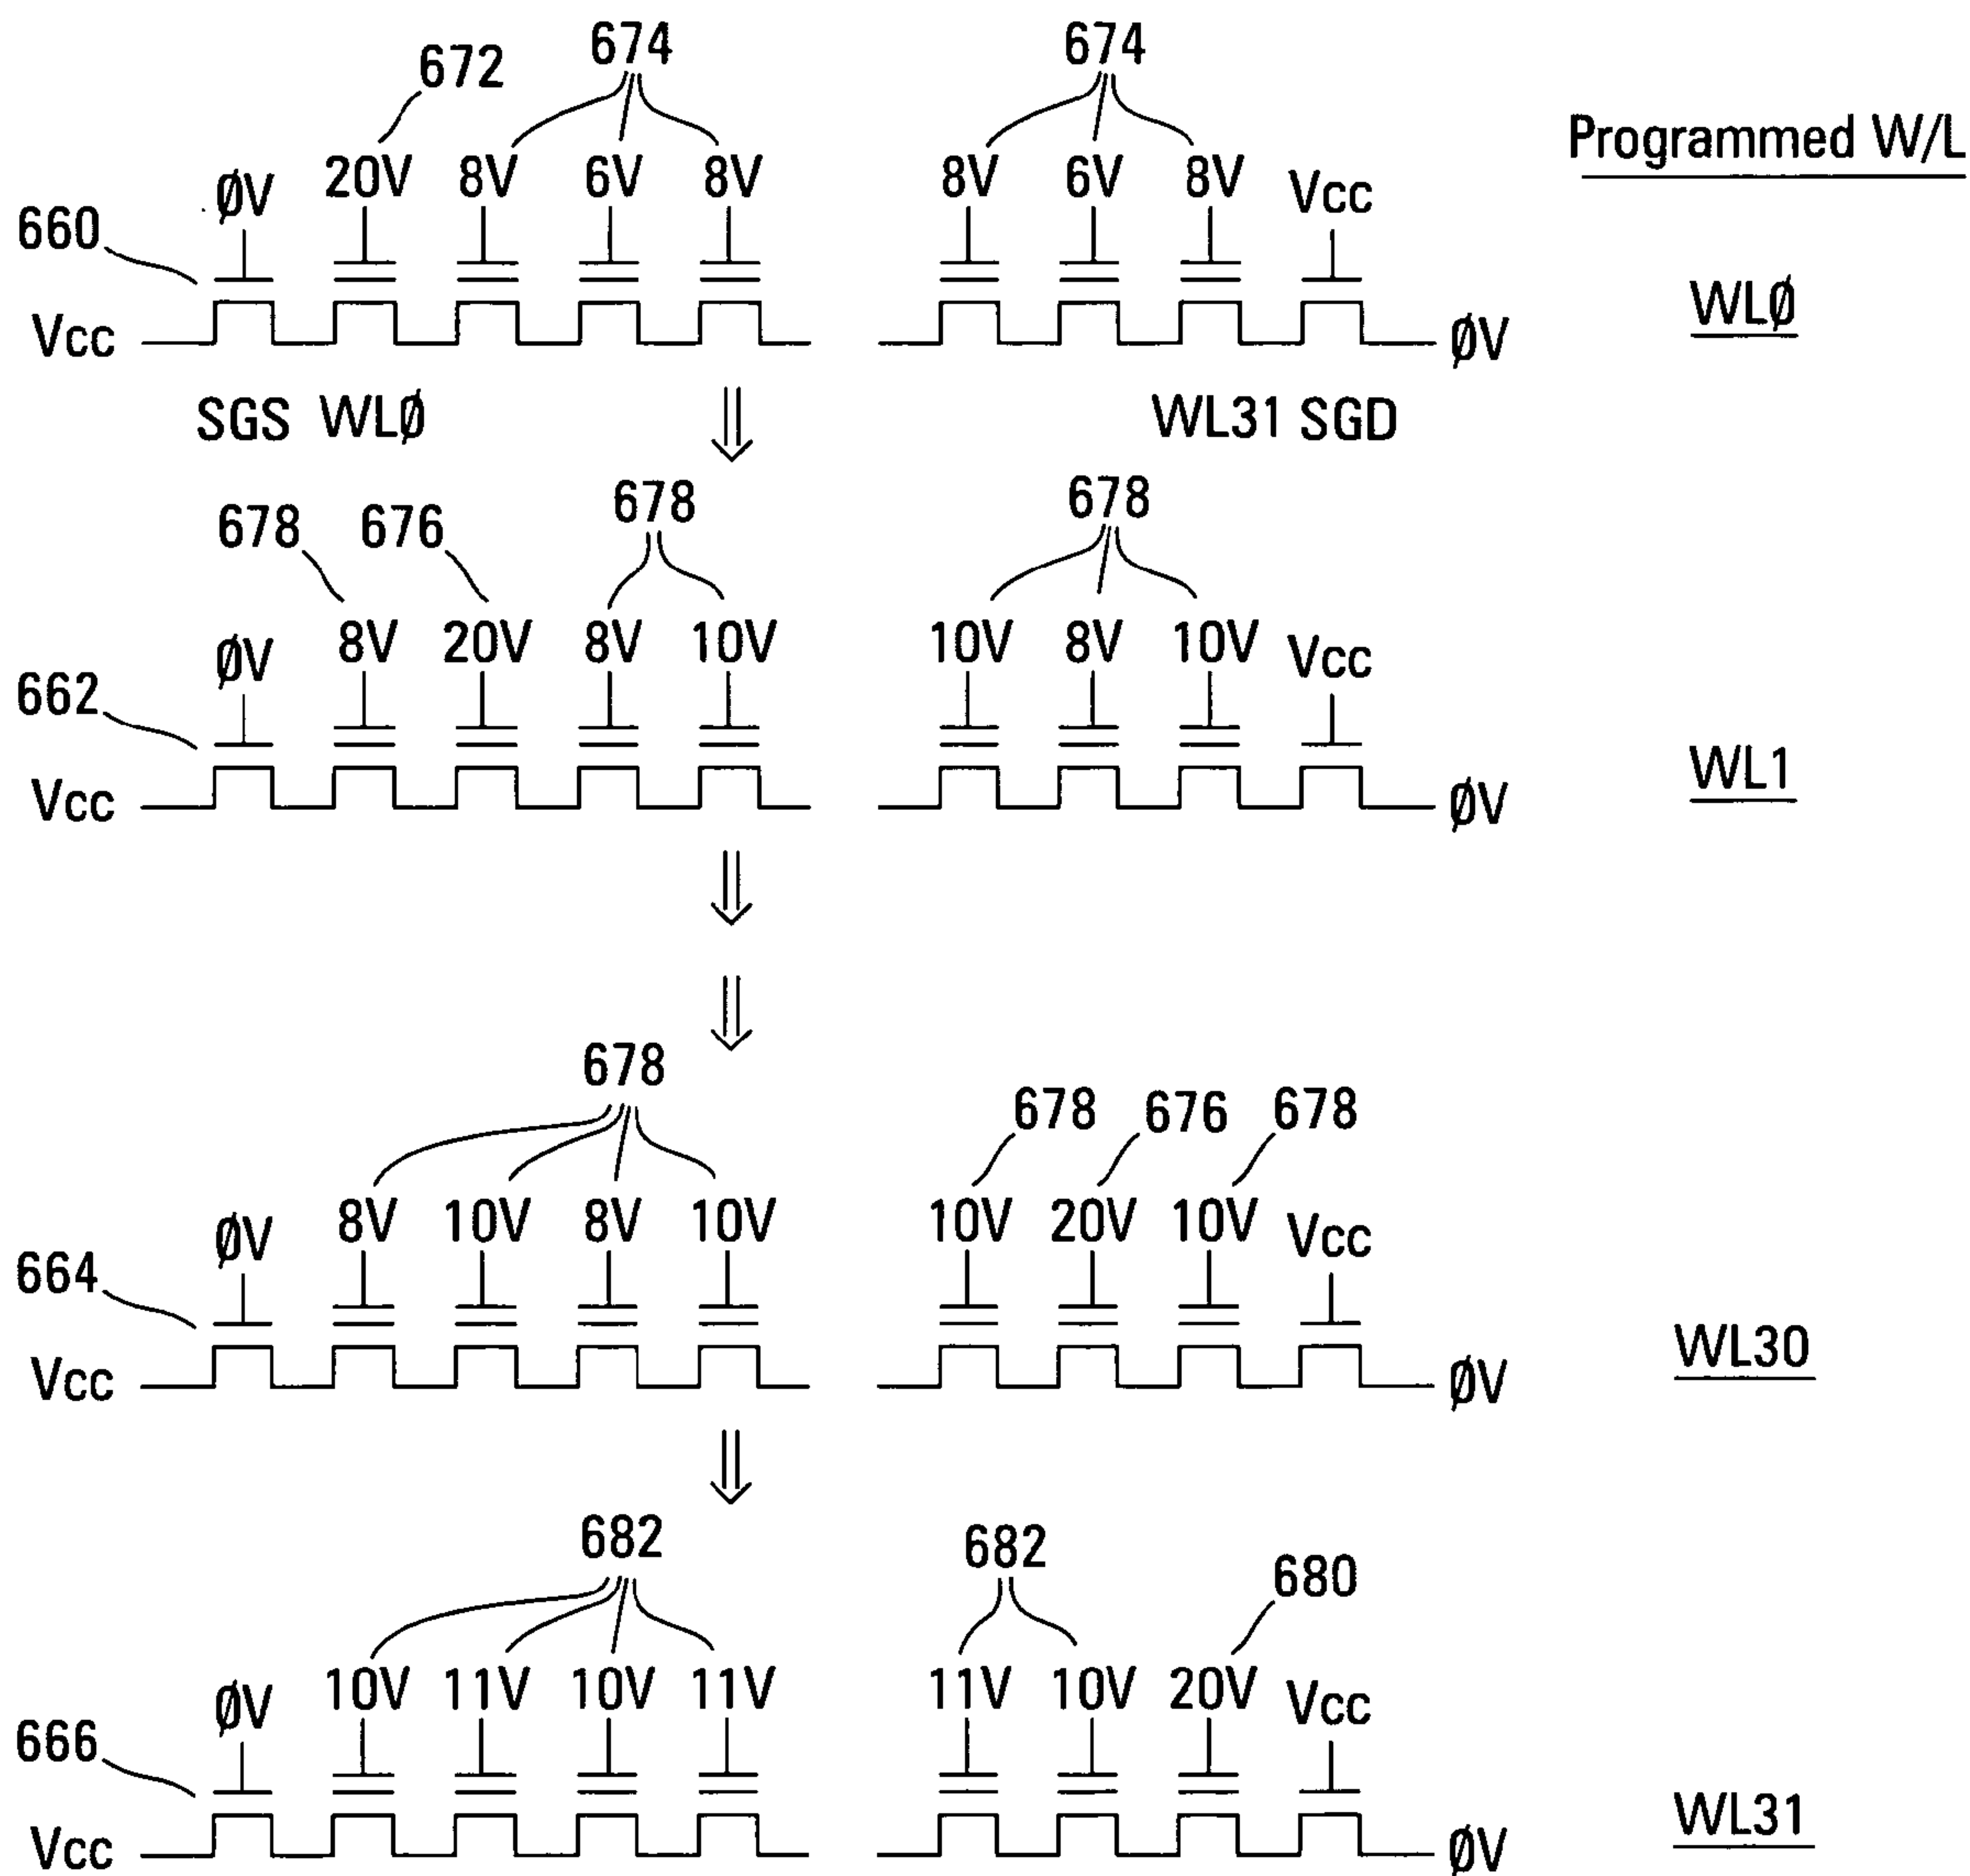 674 674
672
Programmed W/L
ØV 20V 8V 6V 8V 8V 6V 8V Vcc
660
WLØ
Vcc ØV
SGS WLØ WL31 SGD
678 678
678 676
ØV 8V 20V 8V 10V 10V 8V 10V Vcc
662
WL1
Vcc ØV
678
678 676 678
ØV 8V 10V 8V 10V 10V 20V 10V Vcc
664
WL30
Vcc ØV
682 682
680
ØV 10V 11V 10V 11V 11V 10V 20V Vcc
666
WL31
Vcc ØV